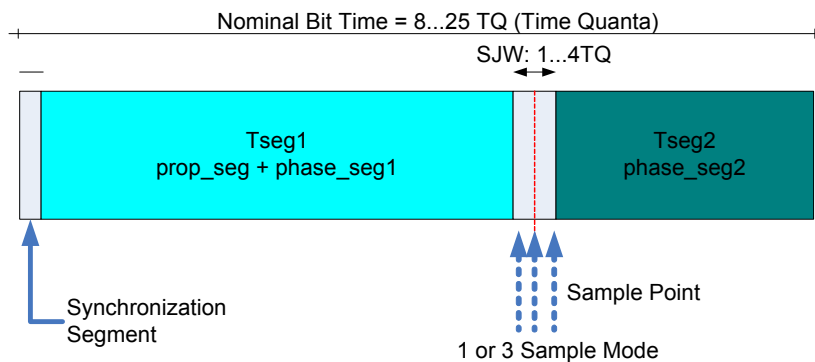 Nominal Bit Time = 8...25 TQ (Time Quanta)
SJW: 1...4TQ
Tseg1
prop_seg + phase_seg1
Tseg2
phase_seg2
Synchronization
Segment
Sample Point
1 or 3 Sample Mode